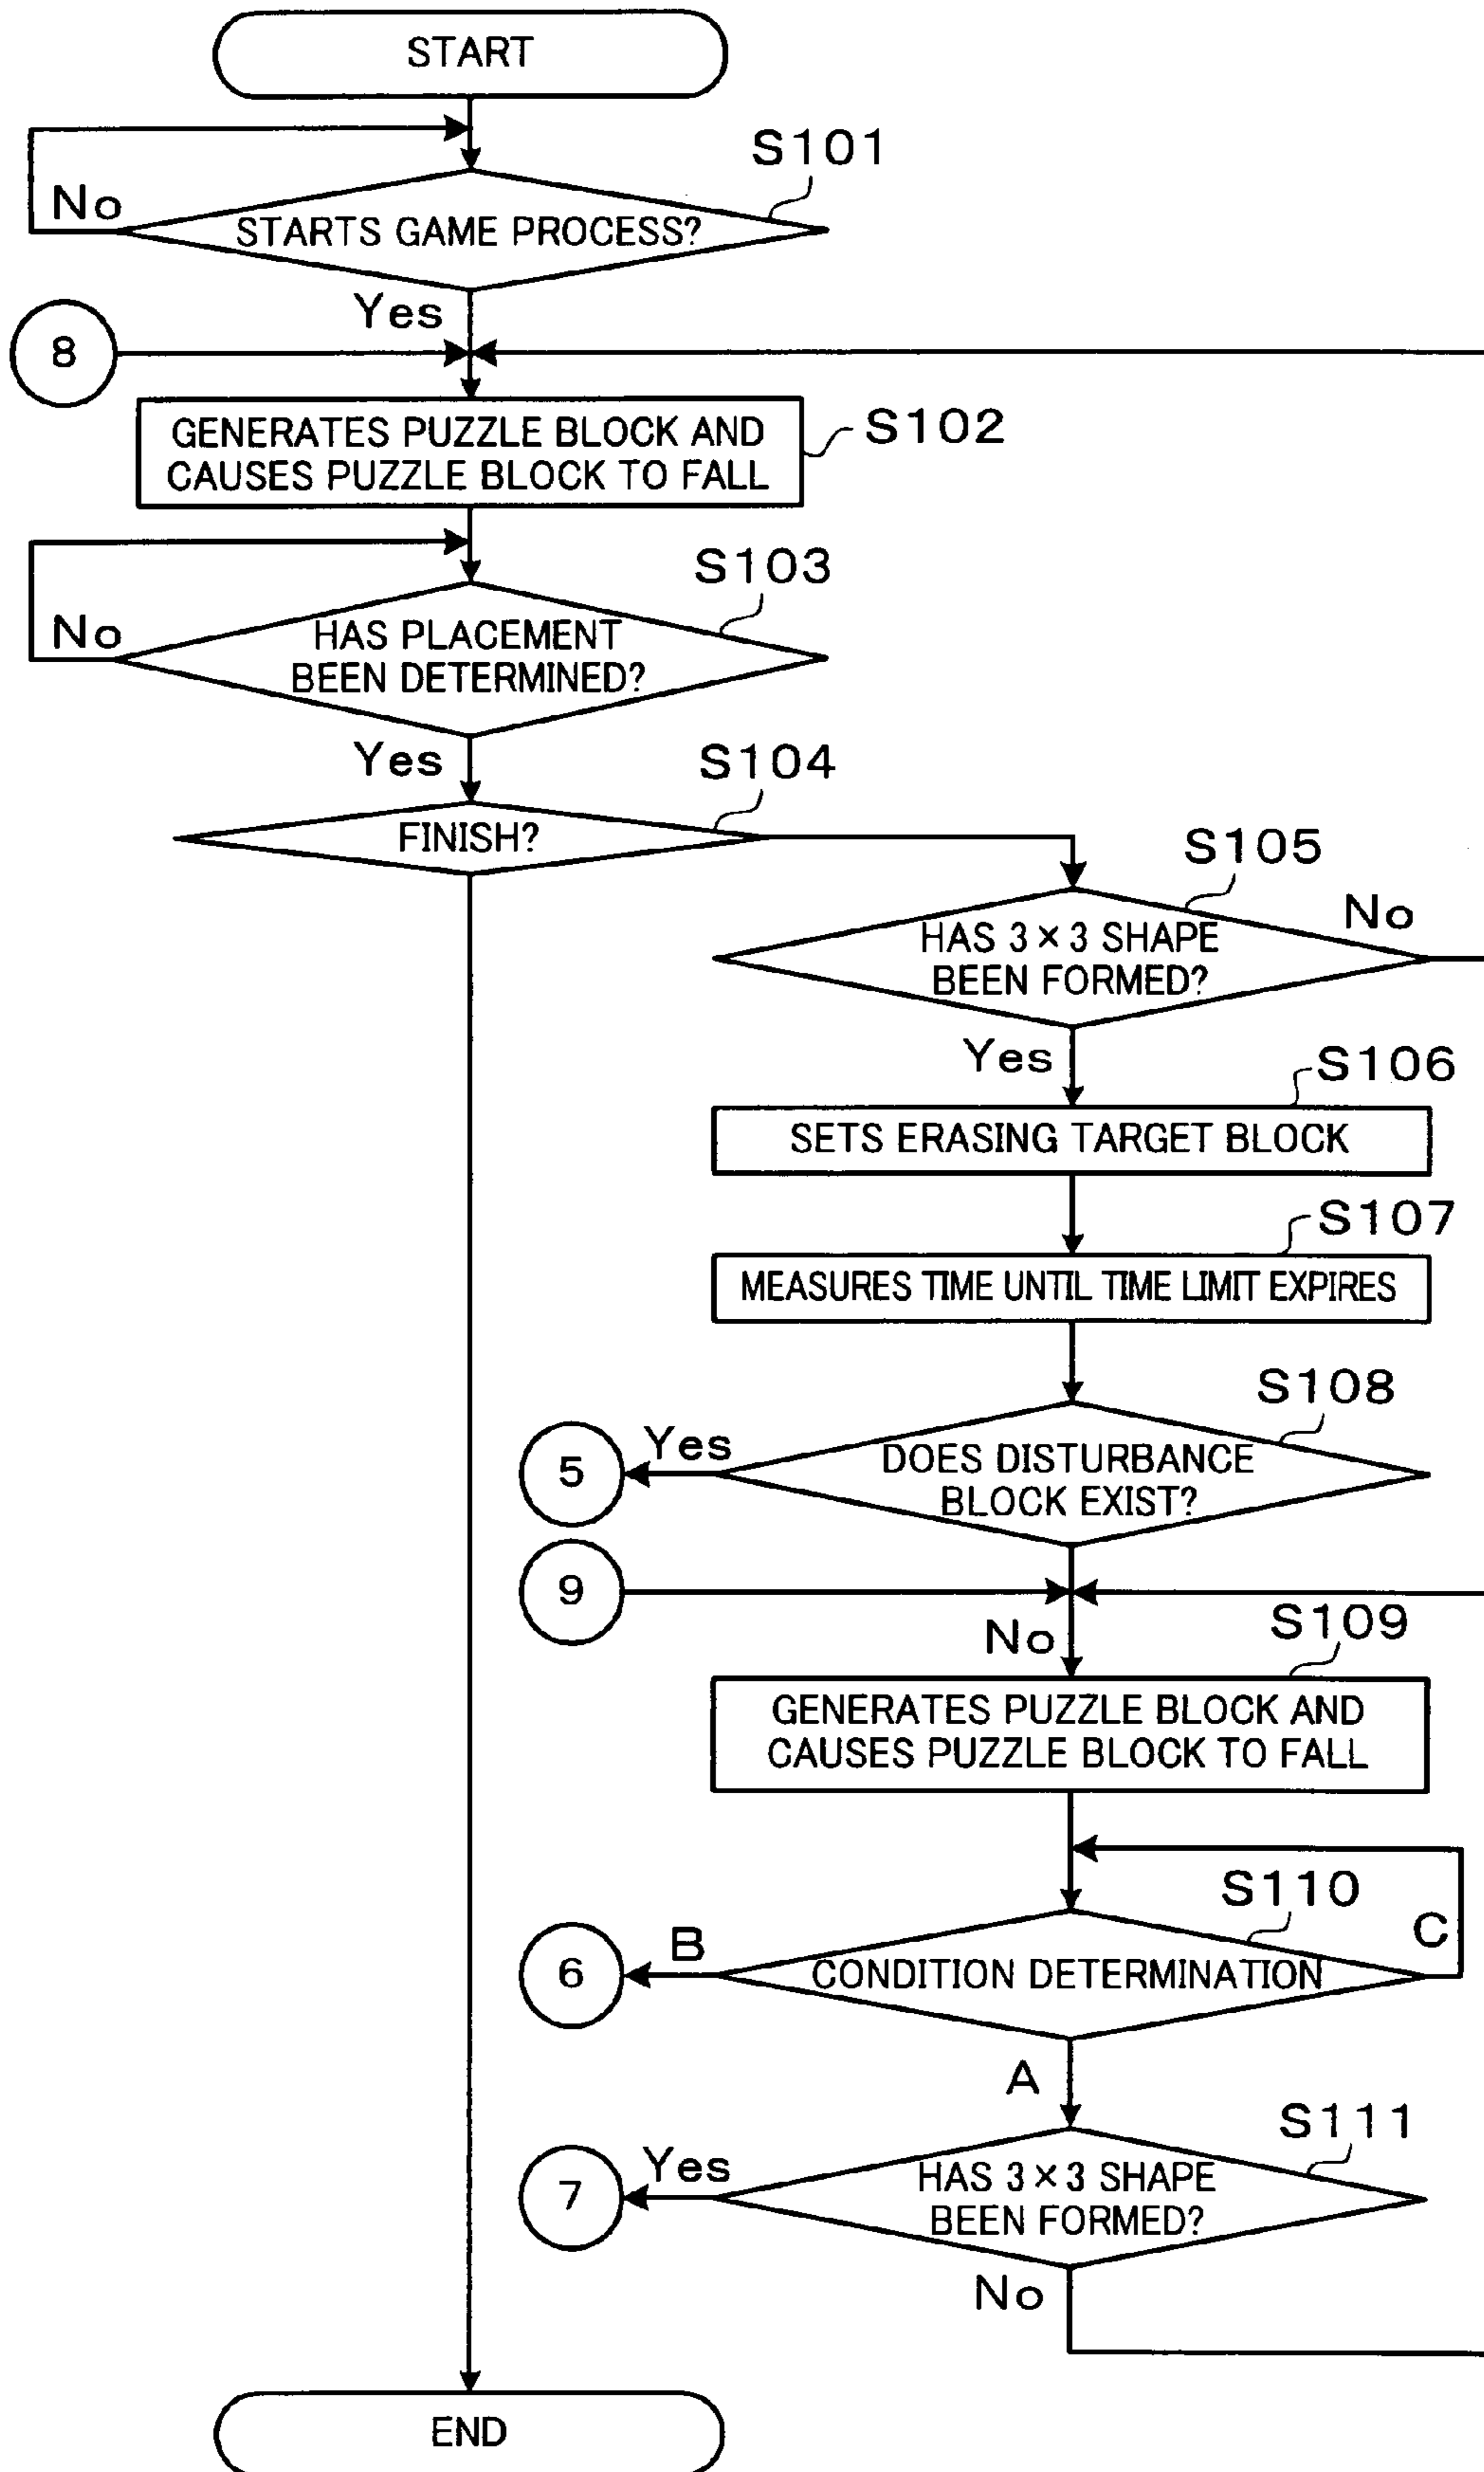 START
S101
No
STARTS GAME PROCESS?
Yes
8
GENERATES PUZZLE BLOCK AND
CAUSES PUZZLE BLOCK TO FALL
S102
S103
No
HAS PLACEMENT
BEEN DETERMINED?
Yes
S104
FINISH?
S105
No
HAS 3 × 3 SHAPE
BEEN FORMED?
Yes
S106
SETS ERASING TARGET BLOCK
S107
MEASURES TIME UNTIL TIME LIMIT EXPIRES
S108
5
Yes
DOES DISTURBANCE
BLOCK EXIST?
9
No
S109
GENERATES PUZZLE BLOCK AND
CAUSES PUZZLE BLOCK TO FALL
S110
C
6
B
CONDITION DETERMINATION
A
S111
7
Yes
HAS 3 × 3 SHAPE
BEEN FORMED?
No
END